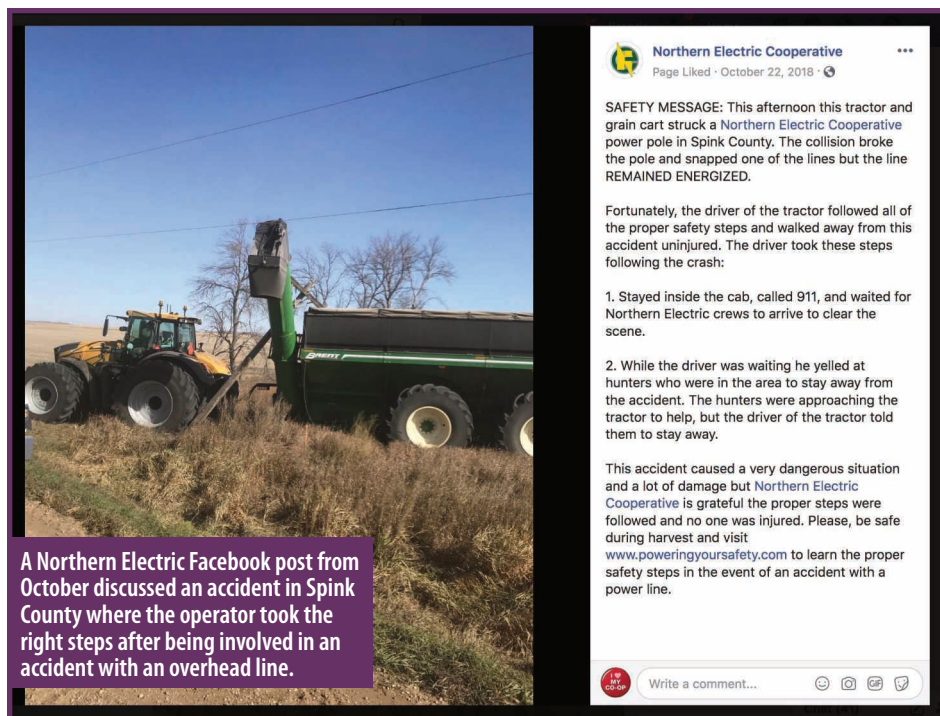 BRENT
A Northern Electric Facebook post from
October discussed an accident in Spink
County where the operator took the
right steps after being involved in an
accident with an overhead line.
Northern Electric Cooperative
Page Liked · October 22, 2018 ·
SAFETY MESSAGE: This afternoon this tractor and
grain cart struck a Northern Electric Cooperative
power pole in Spink County. The collision broke
the pole and snapped one of the lines but the line
REMAINED ENERGIZED.
Fortunately, the driver of the tractor followed all of
the proper safety steps and walked away from this
accident uninjured. The driver took these steps
following the crash:
1. Stayed inside the cab, called 911, and waited for
Northern Electric crews to arrive to clear the
scene.
2. While the driver was waiting he yelled at
hunters who were in the area to stay away from
the accident. The hunters were approaching the
tractor to help, but the driver of the tractor told
them to stay away.
This accident caused a very dangerous situation
and a lot of damage but Northern Electric
Cooperative is grateful the proper steps were
followed and no one was injured. Please, be safe
during harvest and visit
www.poweringyoursafety.com to learn the proper
safety steps in the event of an accident with a
power line.
I ♥
MY
CO-OP
Write a comment...
GIF